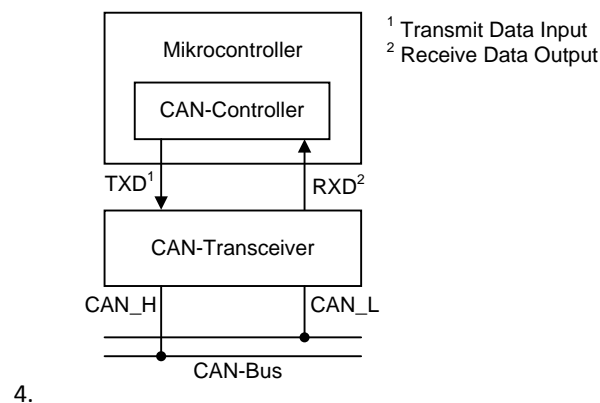 ¹ Transmit Data Input
² Receive Data Output
Mikrocontroller
CAN-Controller
TXD¹
RXD²
CAN-Transceiver
CAN_H
CAN_L
CAN-Bus
4.